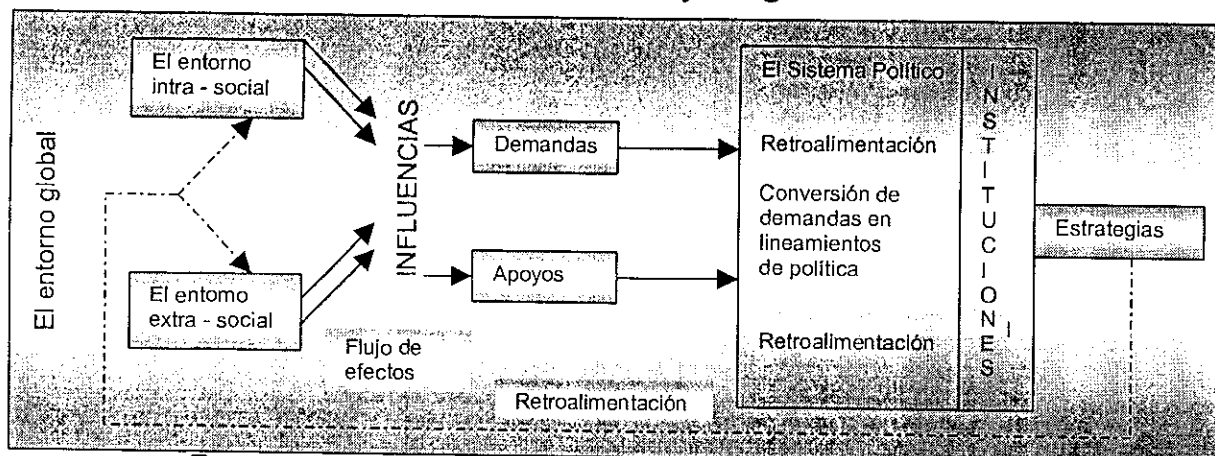 El entorno global
El entorno
intra - social
El entorno
extra - social
INFLUENCIAS
Flujo de
efectos
Demandas
Apoyos
Retroalimentación
El Sistema Político
Retroalimentación
Conversión de
demandas en
lineamientos
de política
Retroalimentación
INSTITUCIONES
Estrategias